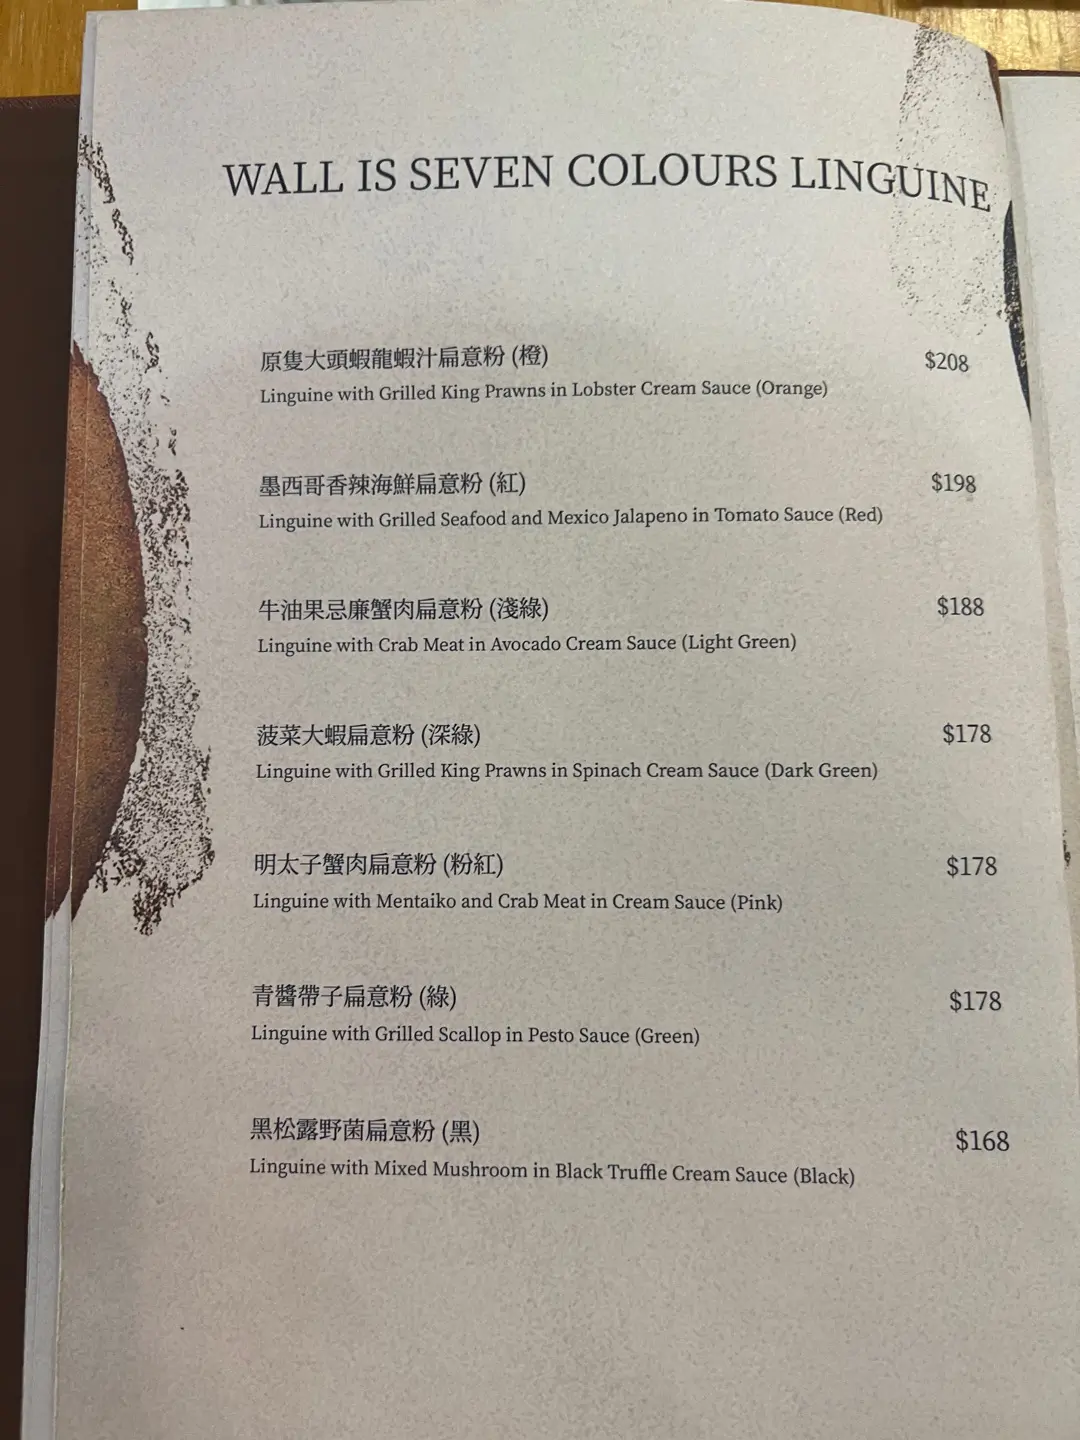 WALL IS SEVEN COLOURS LINGUINE
原隻大頭蝦龍蝦汁扁意粉 (橙) $208
Linguine with Grilled King Prawns in Lobster Cream Sauce (Orange)
墨西哥香辣海鮮扁意粉 (紅) $198
Linguine with Grilled Seafood and Mexico Jalapeno in Tomato Sauce (Red)
牛油果忌廉蟹肉扁意粉 (淺綠) $188
Linguine with Crab Meat in Avocado Cream Sauce (Light Green)
菠菜大蝦扁意粉 (深綠) $178
Linguine with Grilled King Prawns in Spinach Cream Sauce (Dark Green)
明太子蟹肉扁意粉 (粉紅) $178
Linguine with Mentaiko and Crab Meat in Cream Sauce (Pink)
青醬帶子扁意粉 (綠) $178
Linguine with Grilled Scallop in Pesto Sauce (Green)
黑松露野菌扁意粉 (黑) $168
Linguine with Mixed Mushroom in Black Truffle Cream Sauce (Black)